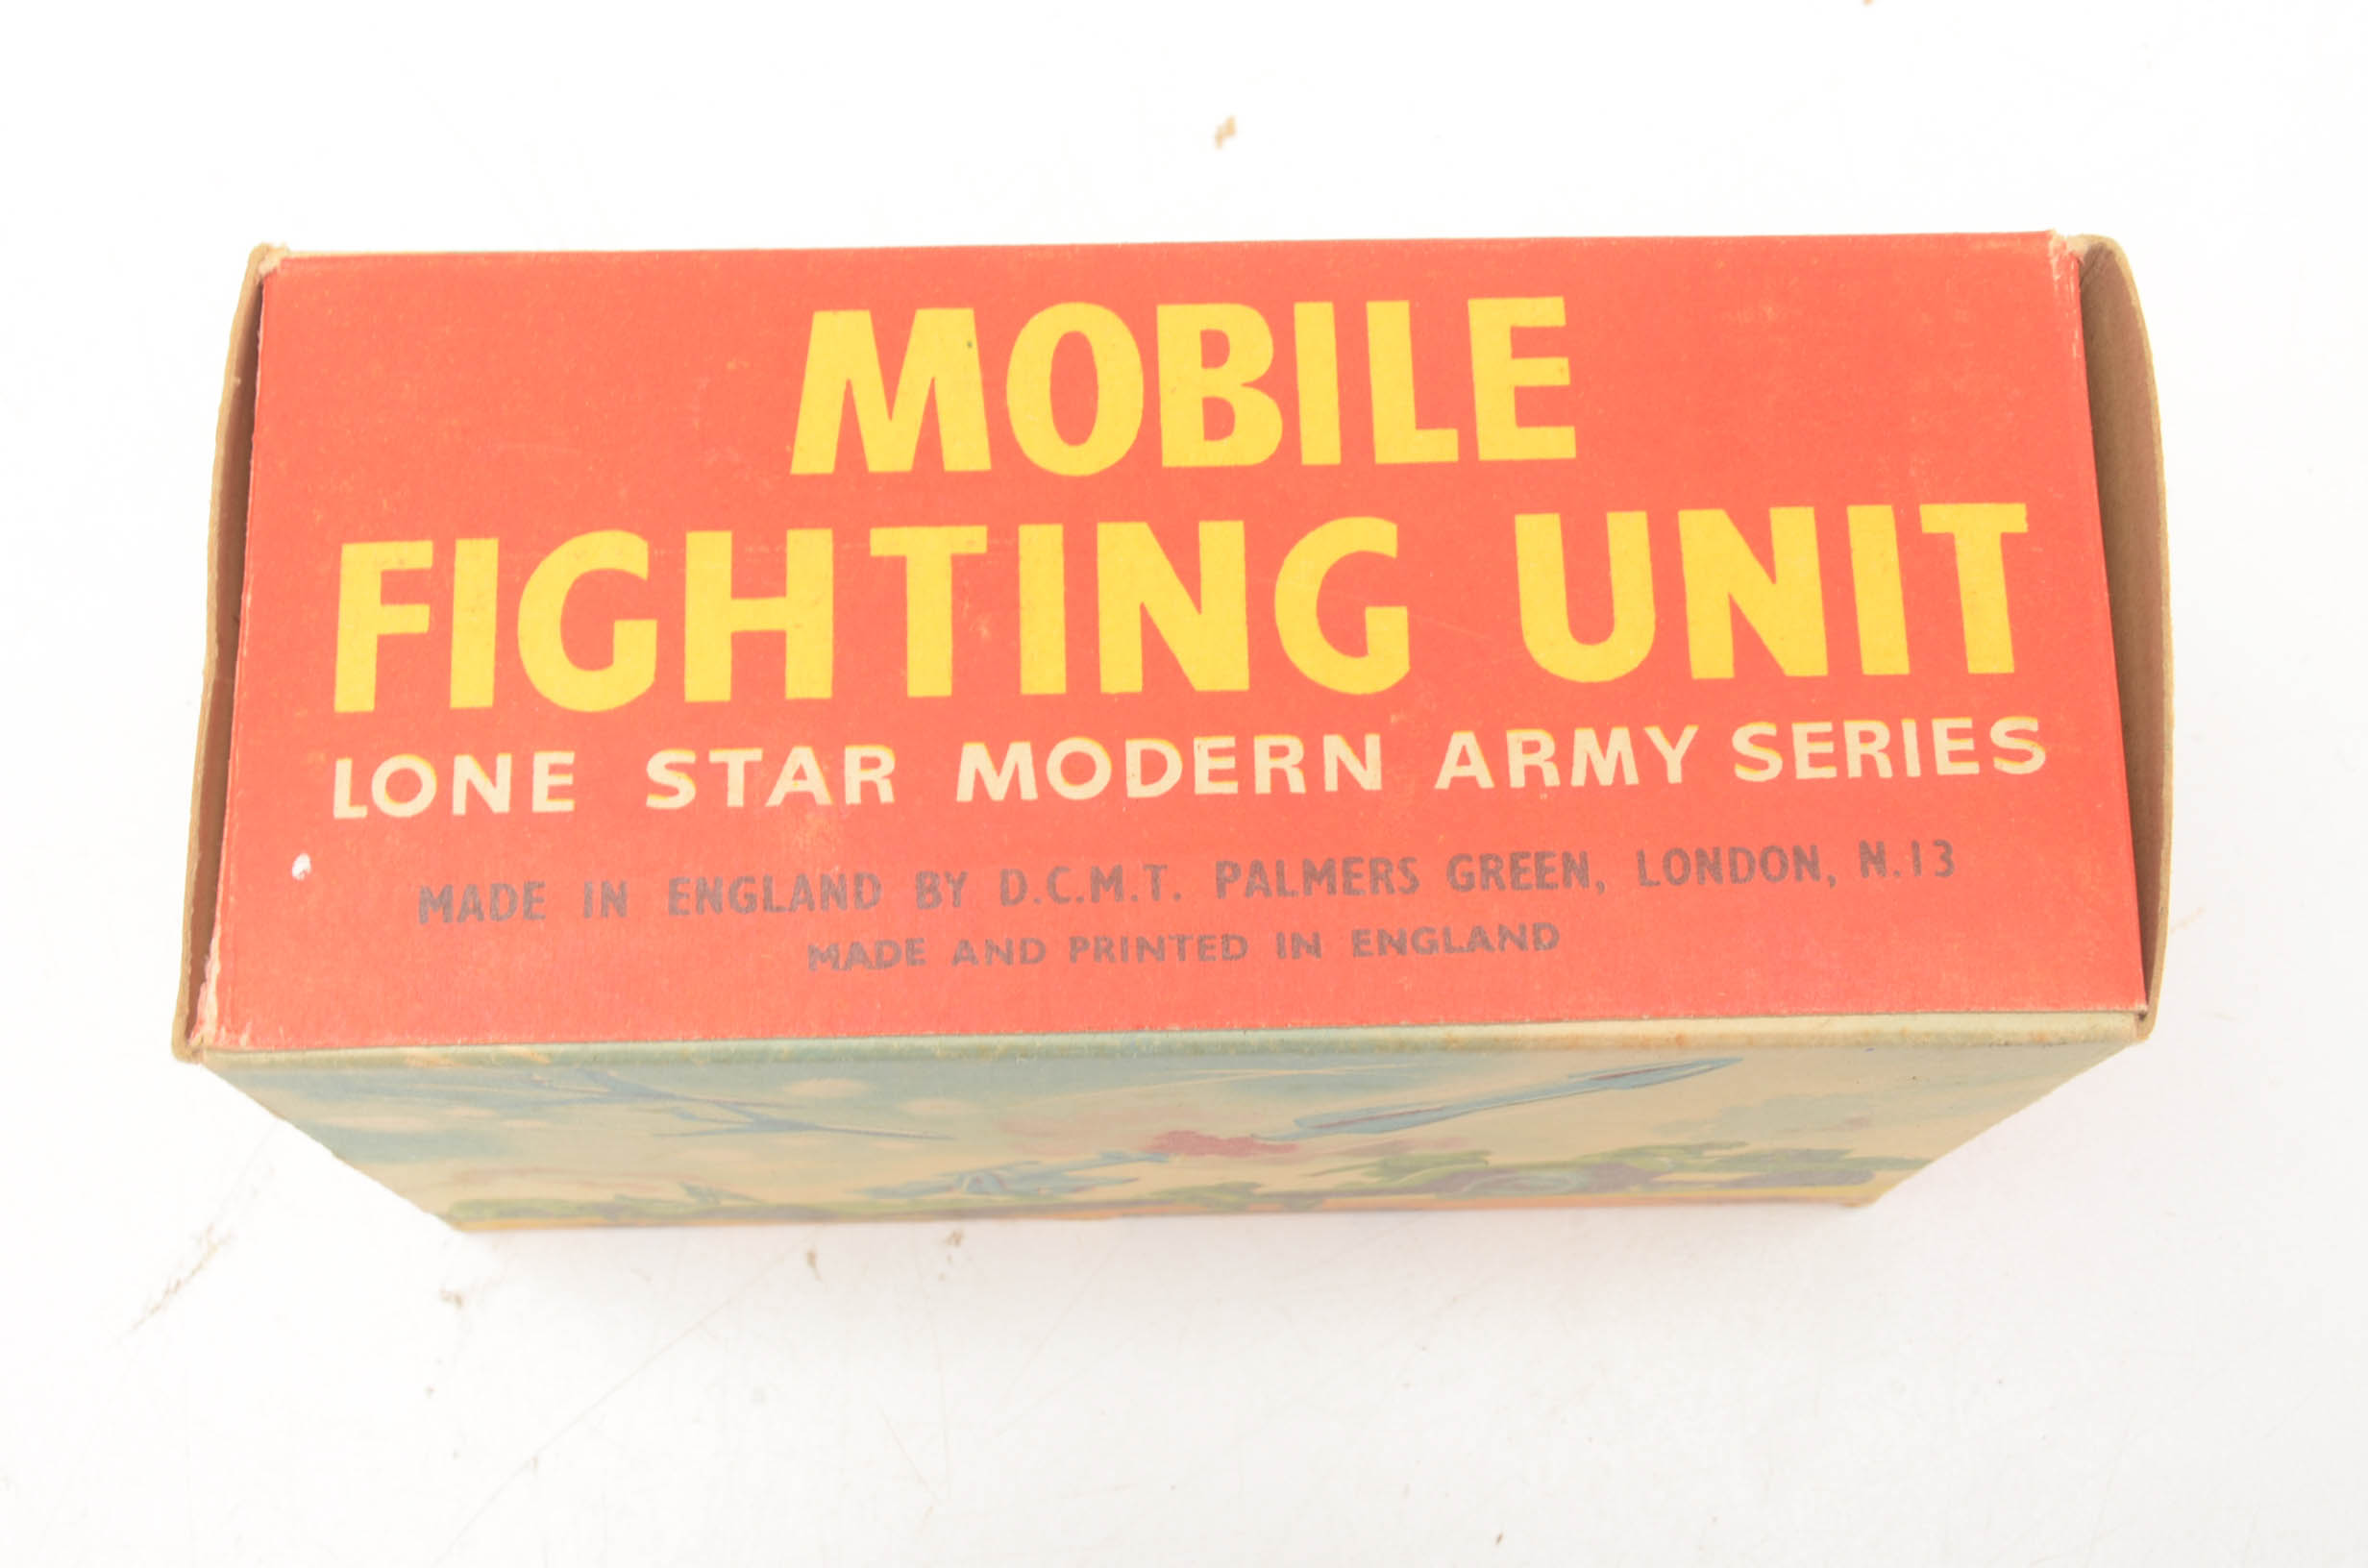 MOBILE
FIGHTING UNIT
LONE STAR MODERN ARMY SERIES
MADE IN ENGLAND BY D.C.M.T. PALMERS GREEN, LONDON, N.13
MADE AND PRINTED IN ENGLAND